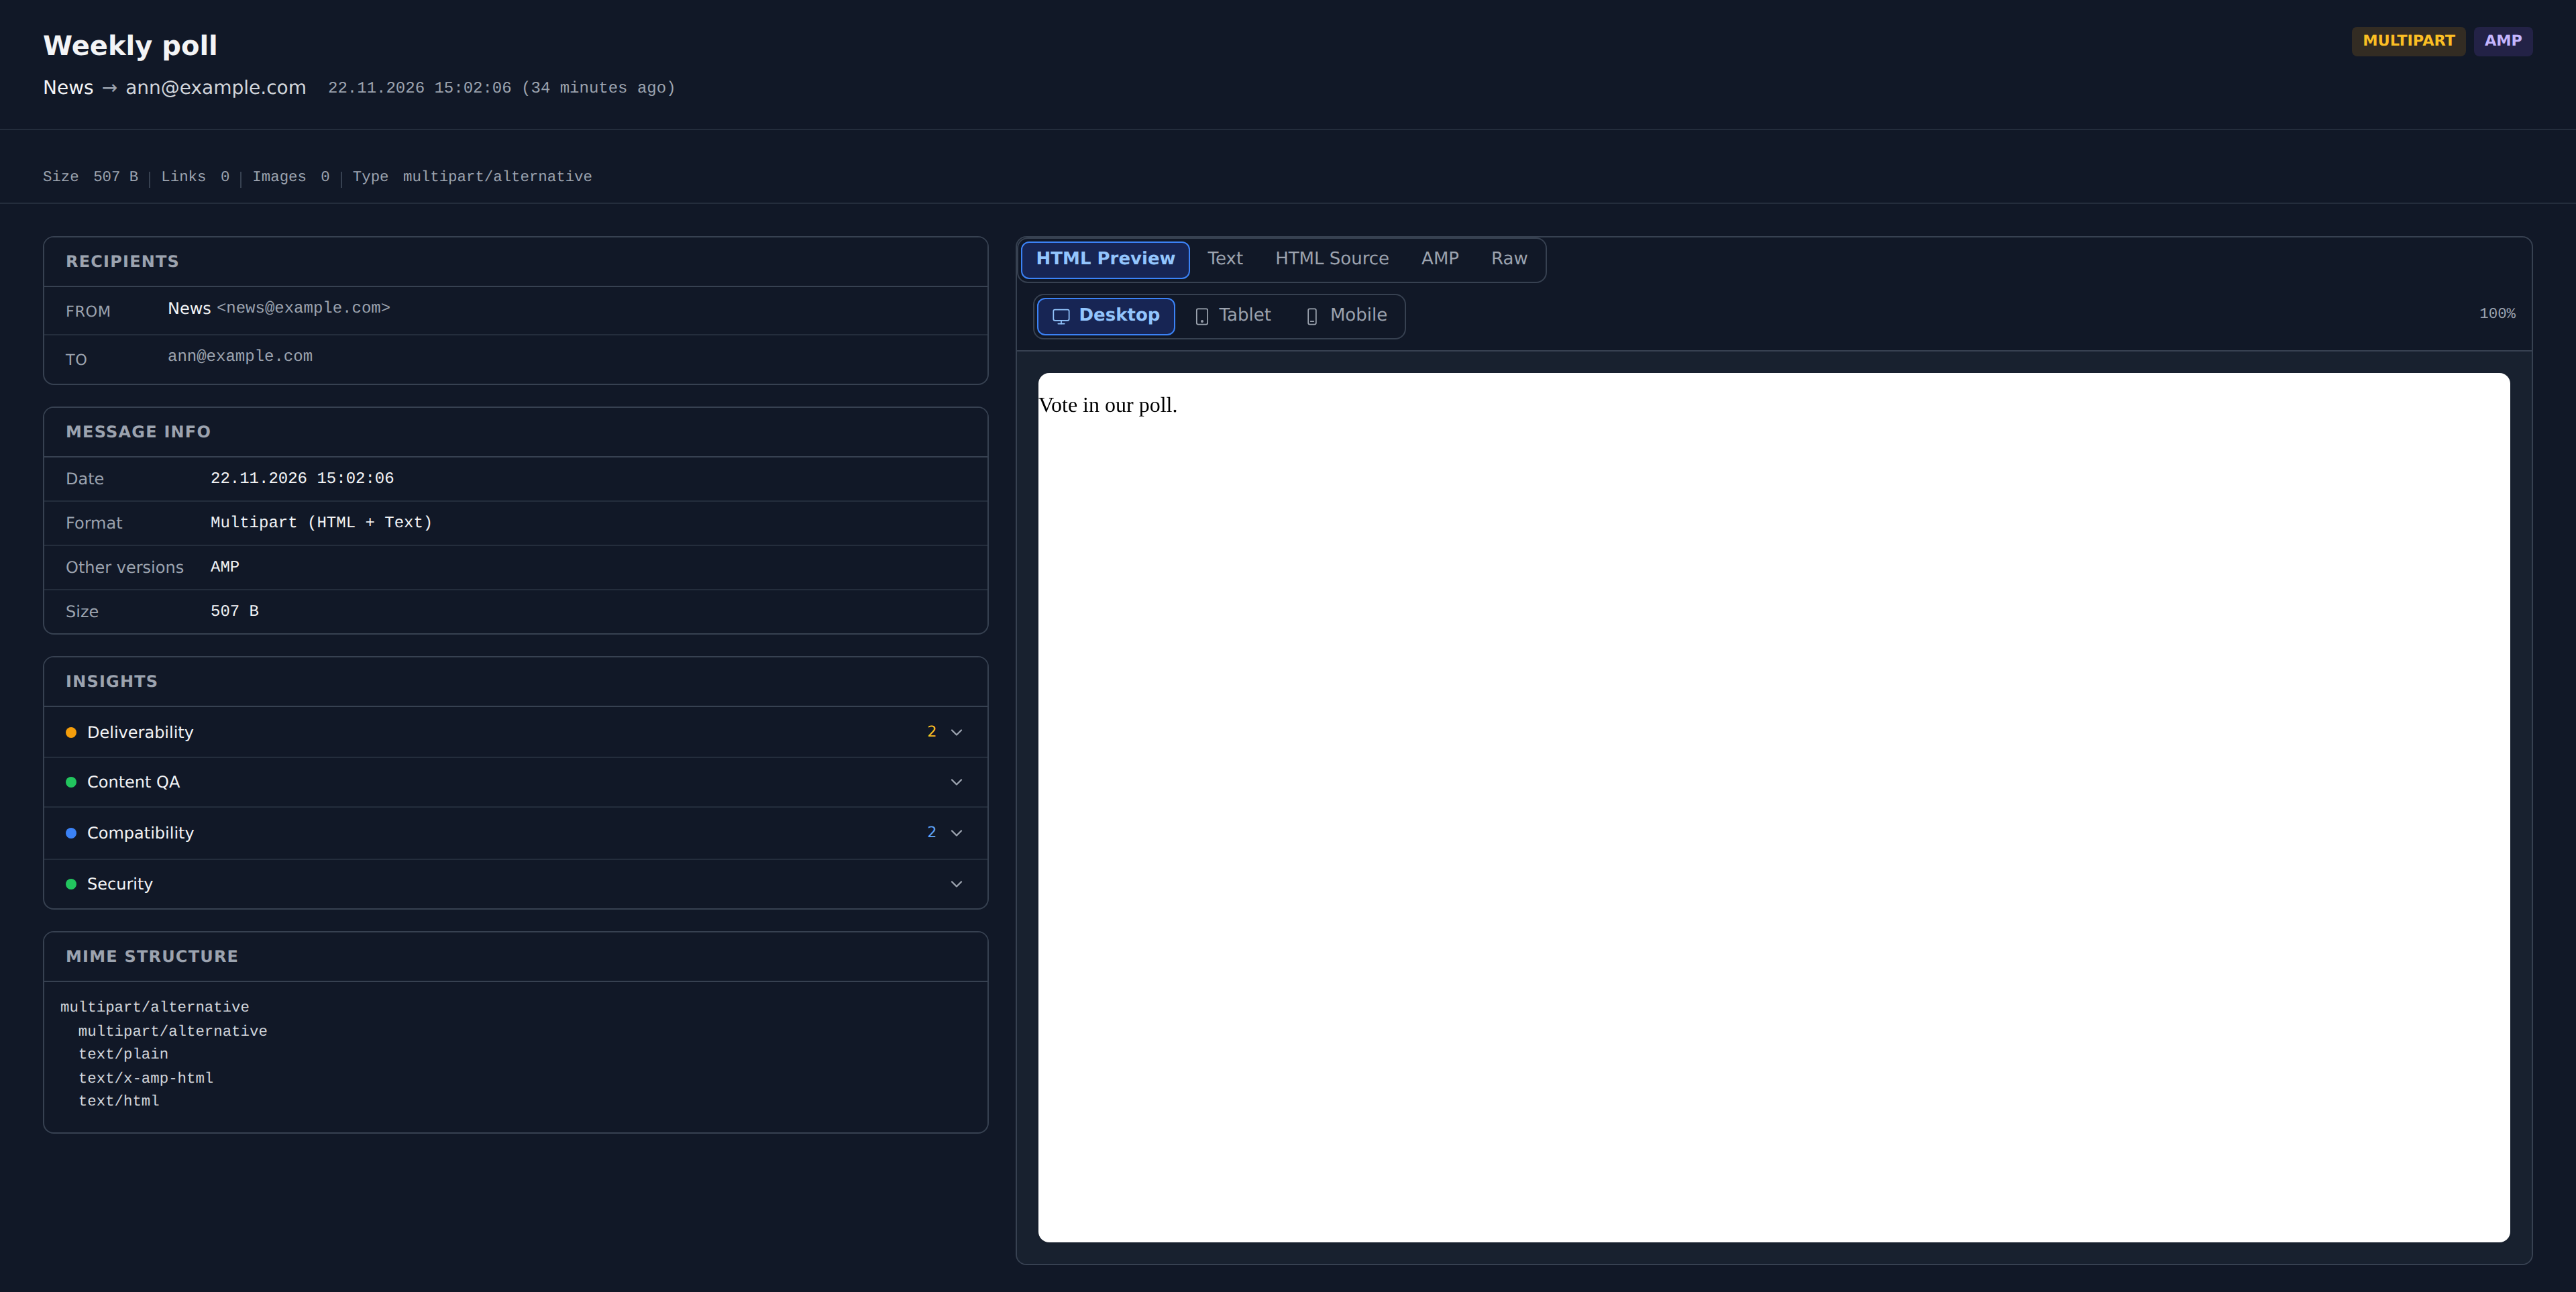 Weekly poll
MULTIPART AMP
News → ann@example.com 22.11.2026 15:02:06 (34 minutes ago)
Size 507 B | Links 0 | Images 0 | Type multipart/alternative
RECIPIENTS
FROM News <news@example.com>
TO ann@example.com
MESSAGE INFO
Date 22.11.2026 15:02:06
Format Multipart (HTML + Text)
Other versions AMP
Size 507 B
INSIGHTS
Deliverability 2
Content QA
Compatibility 2
Security
MIME STRUCTURE
multipart/alternative
multipart/alternative
text/plain
text/x-amp-html
text/html
HTML Preview Text HTML Source AMP Raw
Desktop Tablet Mobile 100%
Vote in our poll.